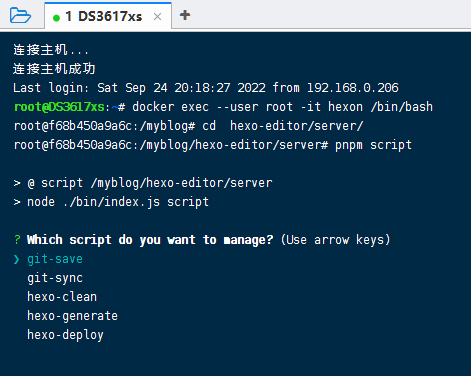 1 DS3617xs × +
连接主机...
连接主机成功
Last login: Sat Sep 24 20:18:27 2022 from 192.168.0.206
root@DS3617xs:~# docker exec --user root -it hexon /bin/bash
root@f68b450a9a6c:/myblog# cd  hexo-editor/server/
root@f68b450a9a6c:/myblog/hexo-editor/server# pnpm script
> @ script /myblog/hexo-editor/server
> node ./bin/index.js script
? Which script do you want to manage? (Use arrow keys)
❯ git-save
git-sync
hexo-clean
hexo-generate
hexo-deploy